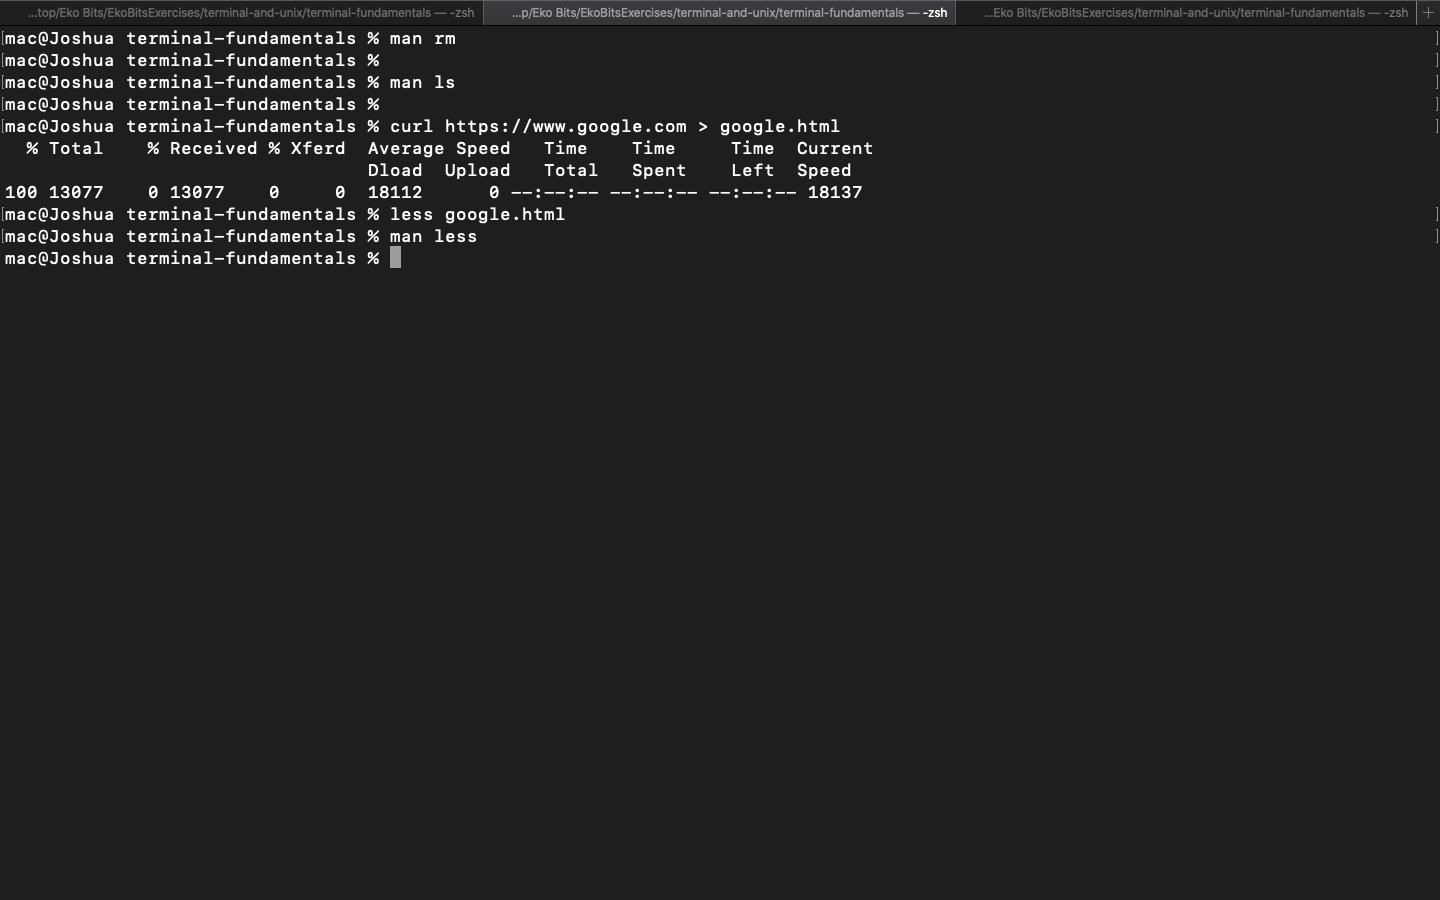 ...top/Eko Bits/EkoBitsExercises/terminal-and-unix/terminal-fundamentals — -zsh
...p/Eko Bits/EkoBitsExercises/terminal-and-unix/terminal-fundamentals — -zsh
...Eko Bits/EkoBitsExercises/terminal-and-unix/terminal-fundamentals — -zsh
mac@Joshua terminal-fundamentals % man rm
mac@Joshua terminal-fundamentals %
mac@Joshua terminal-fundamentals % man ls
mac@Joshua terminal-fundamentals %
mac@Joshua terminal-fundamentals % curl https://www.google.com > google.html
  % Total    % Received % Xferd  Average Speed   Time    Time     Time  Current
                                 Dload  Upload   Total   Spent    Left  Speed
100 13077    0 13077    0     0  18112      0 --:--:-- --:--:-- --:--:-- 18137
mac@Joshua terminal-fundamentals % less google.html
mac@Joshua terminal-fundamentals % man less
mac@Joshua terminal-fundamentals %